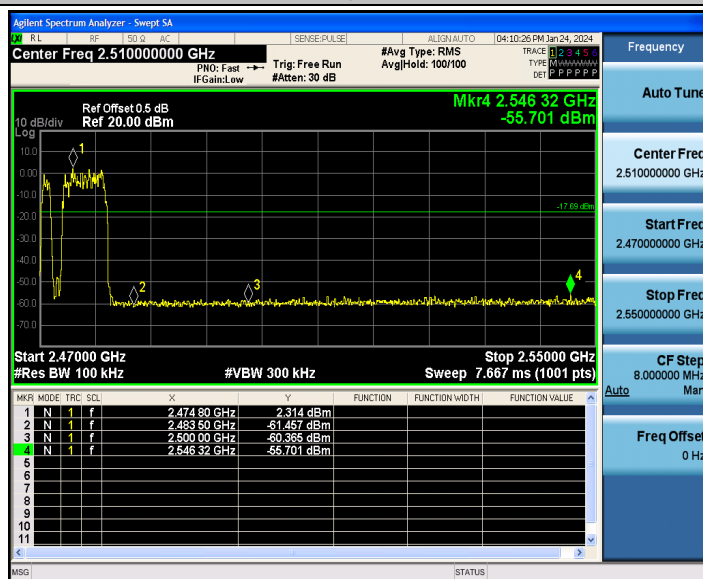 Agilent Spectrum Analyzer - Swept SA
LXI RL RF 50 Ω AC SENSE:PULSE ALIGNAUTO 04:10:26 PM Jan 24, 2024
Center Freq 2.510000000 GHz
PNO: Fast
IFGain:Low
Trig: Free Run
#Atten: 30 dB
#Avg Type: RMS
Avg|Hold: 100/100
TRACE 1 2 3 4 5 6
TYPE M
DET P P P P P P
Ref Offset 0.5 dB
10 dB/div Ref 20.00 dBm
Log
Mkr4 2.546 32 GHz
-55.701 dBm
10.0
0.00
-10.0
-20.0
-30.0
-40.0
-50.0
-60.0
-70.0
1
2
3
4
-17.69 dBm
Start 2.47000 GHz Stop 2.55000 GHz
#Res BW 100 kHz #VBW 300 kHz Sweep 7.667 ms (1001 pts)
MKR MODE TRC SCL X Y FUNCTION FUNCTION WIDTH FUNCTION VALUE
1 N 1 f 2.474 80 GHz 2.314 dBm
2 N 1 f 2.483 50 GHz -61.457 dBm
3 N 1 f 2.500 00 GHz -60.365 dBm
4 N 1 f 2.546 32 GHz -55.701 dBm
5
6
7
8
9
10
11
MSG STATUS
Frequency
Auto Tune
Center Freq
2.510000000 GHz
Start Freq
2.470000000 GHz
Stop Freq
2.550000000 GHz
CF Step
8.000000 MHz
Auto Man
Freq Offset
0 Hz